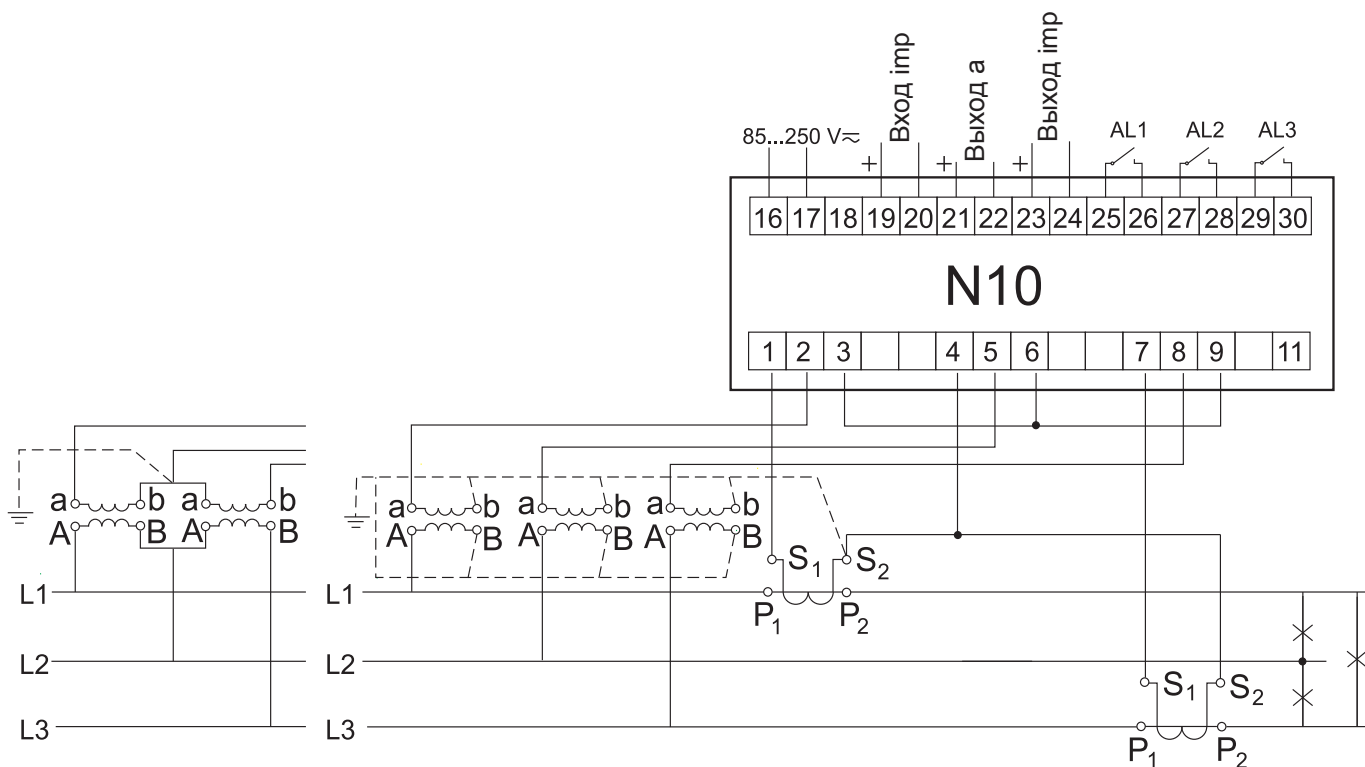 Вход imp
Выход a
Выход imp
85...250 V≂
+
+
+
AL1
AL2
AL3
16 17 18 19 20 21 22 23 24 25 26 27 28 29 30
N10
1 2 3 4 5 6 7 8 9 11
a b a b
A B A B
a b a b a b
A B A B A B
S1 S2
L1
L1
P1 P2
L2
L2
S1 S2
L3
L3
P1 P2